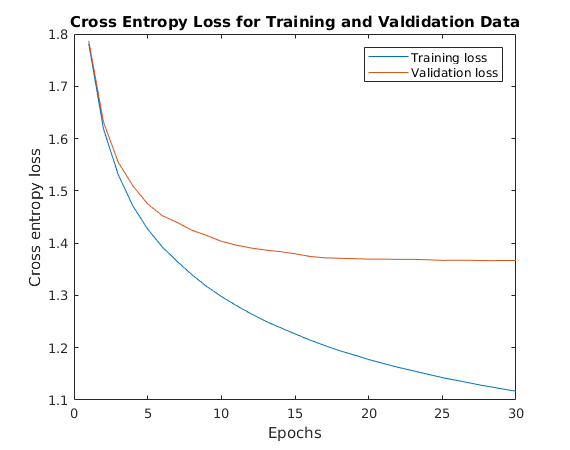 Cross Entropy Loss for Training and Valdidation Data
Training loss
Validation loss
Cross entropy loss
1.8
1.7
1.6
1.5
1.4
1.3
1.2
1.1
0 5 10 15 20 25 30
Epochs